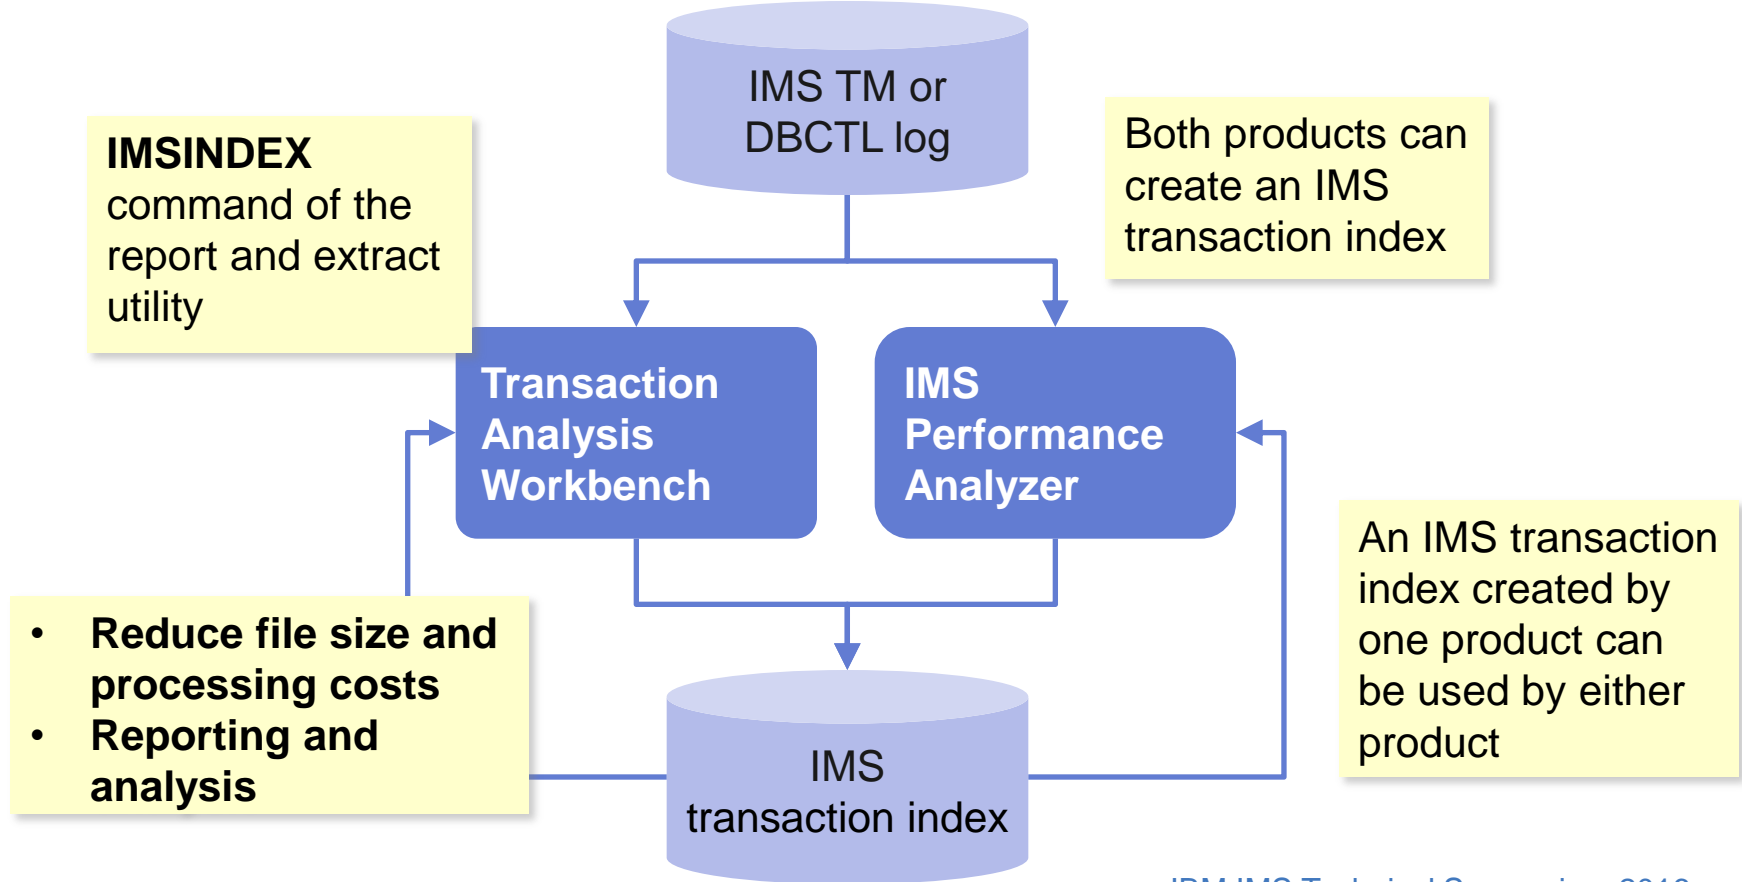 IMS TM or
DBCTL log
IMSINDEX
command of the
report and extract
utility
Both products can
create an IMS
transaction index
Transaction
Analysis
Workbench
IMS
Performance
Analyzer
An IMS transaction
index created by
one product can
be used by either
product
• Reduce file size and
processing costs
• Reporting and
analysis
IMS
transaction index